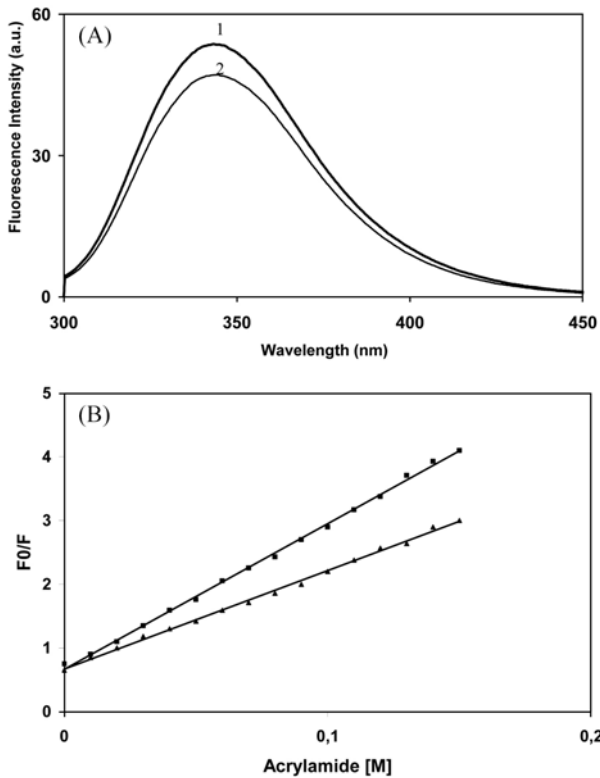 (A)
1
2
60
30
0
Fluorescence Intensity (a.u.)
300 350 400 450
Wavelength (nm)
(B)
5
4
3
2
1
0
F0/F
0 0,1 0,2
Acrylamide [M]